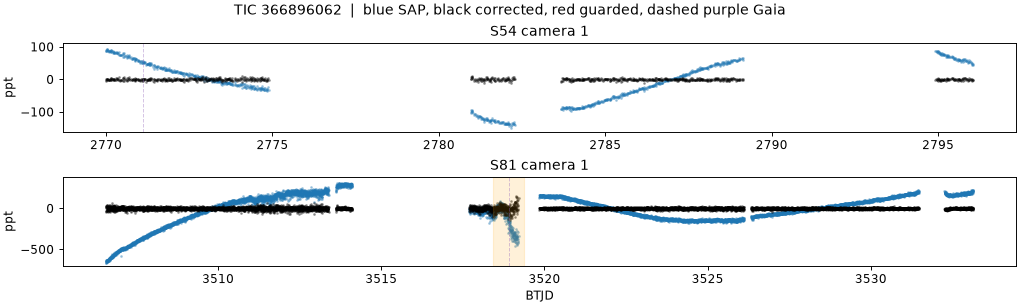 TIC 366896062 | blue SAP, black corrected, red guarded, dashed purple Gaia
S54 camera 1
ppt
100
0
−100
2770 2775 2780 2785 2790 2795
S81 camera 1
ppt
0
−500
3510 3515 3520 3525 3530
BTJD